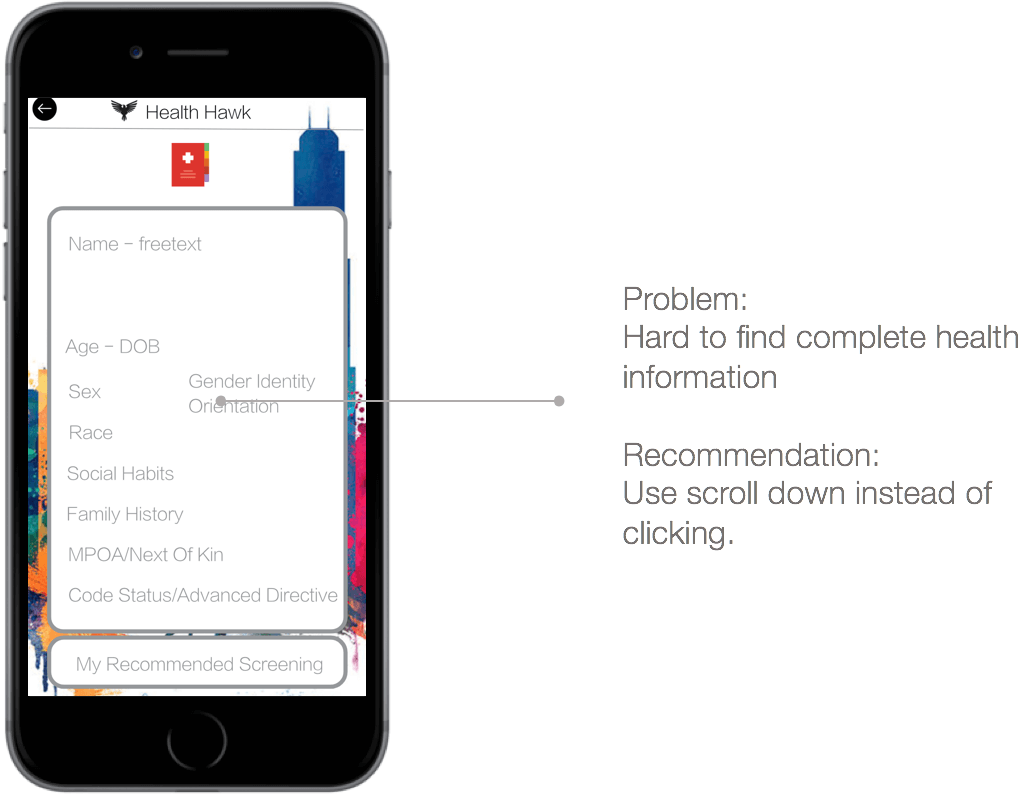 Health Hawk
Name - freetext
Age - DOB
Sex
Gender Identity
Orientation
Race
Social Habits
Family History
MPOA/Next Of Kin
Code Status/Advanced Directive
My Recommended Screening
Problem:
Hard to find complete health
information
Recommendation:
Use scroll down instead of
clicking.